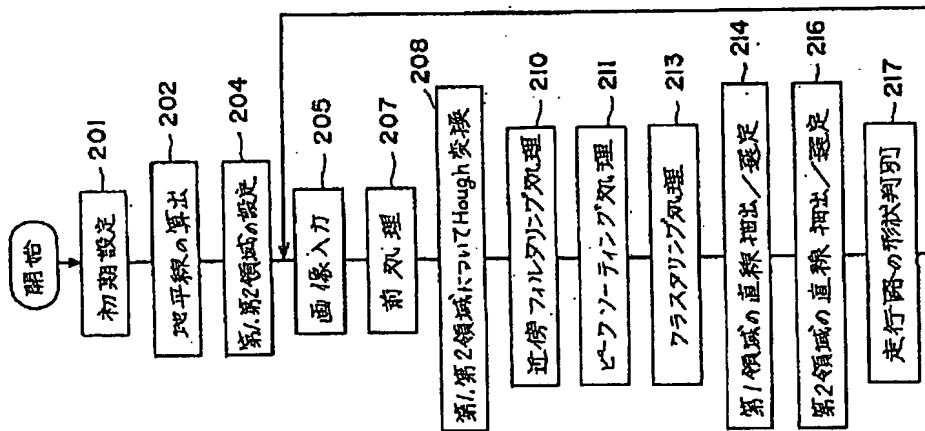 開始
初期設定
201
地平線の算出
202
第1.第2領域の設定
204
画像入力
205
前処理
207
第1.第2領域についてHough変換
208
近傍フィルタリング処理
210
ピークソーティング処理
211
クラスタリング処理
213
第1領域の直線抽出/選定
214
第2領域の直線抽出/選定
216
走行路の形状判別
217